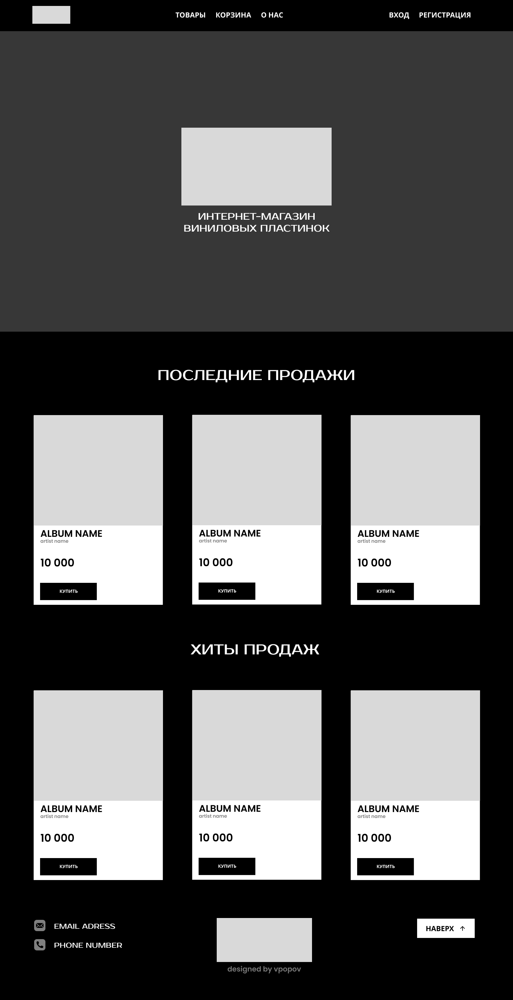 ТОВАРЫ КОРЗИНА О НАС ВХОД РЕГИСТРАЦИЯ
ИНТЕРНЕТ-МАГАЗИН
ВИНИЛОВЫХ ПЛАСТИНОК
ПОСЛЕДНИЕ ПРОДАЖИ
ALBUM NAME
artist name
10 000
КУПИТЬ
ALBUM NAME
artist name
10 000
КУПИТЬ
ALBUM NAME
artist name
10 000
КУПИТЬ
ХИТЫ ПРОДАЖ
ALBUM NAME
artist name
10 000
КУПИТЬ
ALBUM NAME
artist name
10 000
КУПИТЬ
ALBUM NAME
artist name
10 000
КУПИТЬ
EMAIL ADRESS
PHONE NUMBER
designed by vpopov
НАВЕРХ